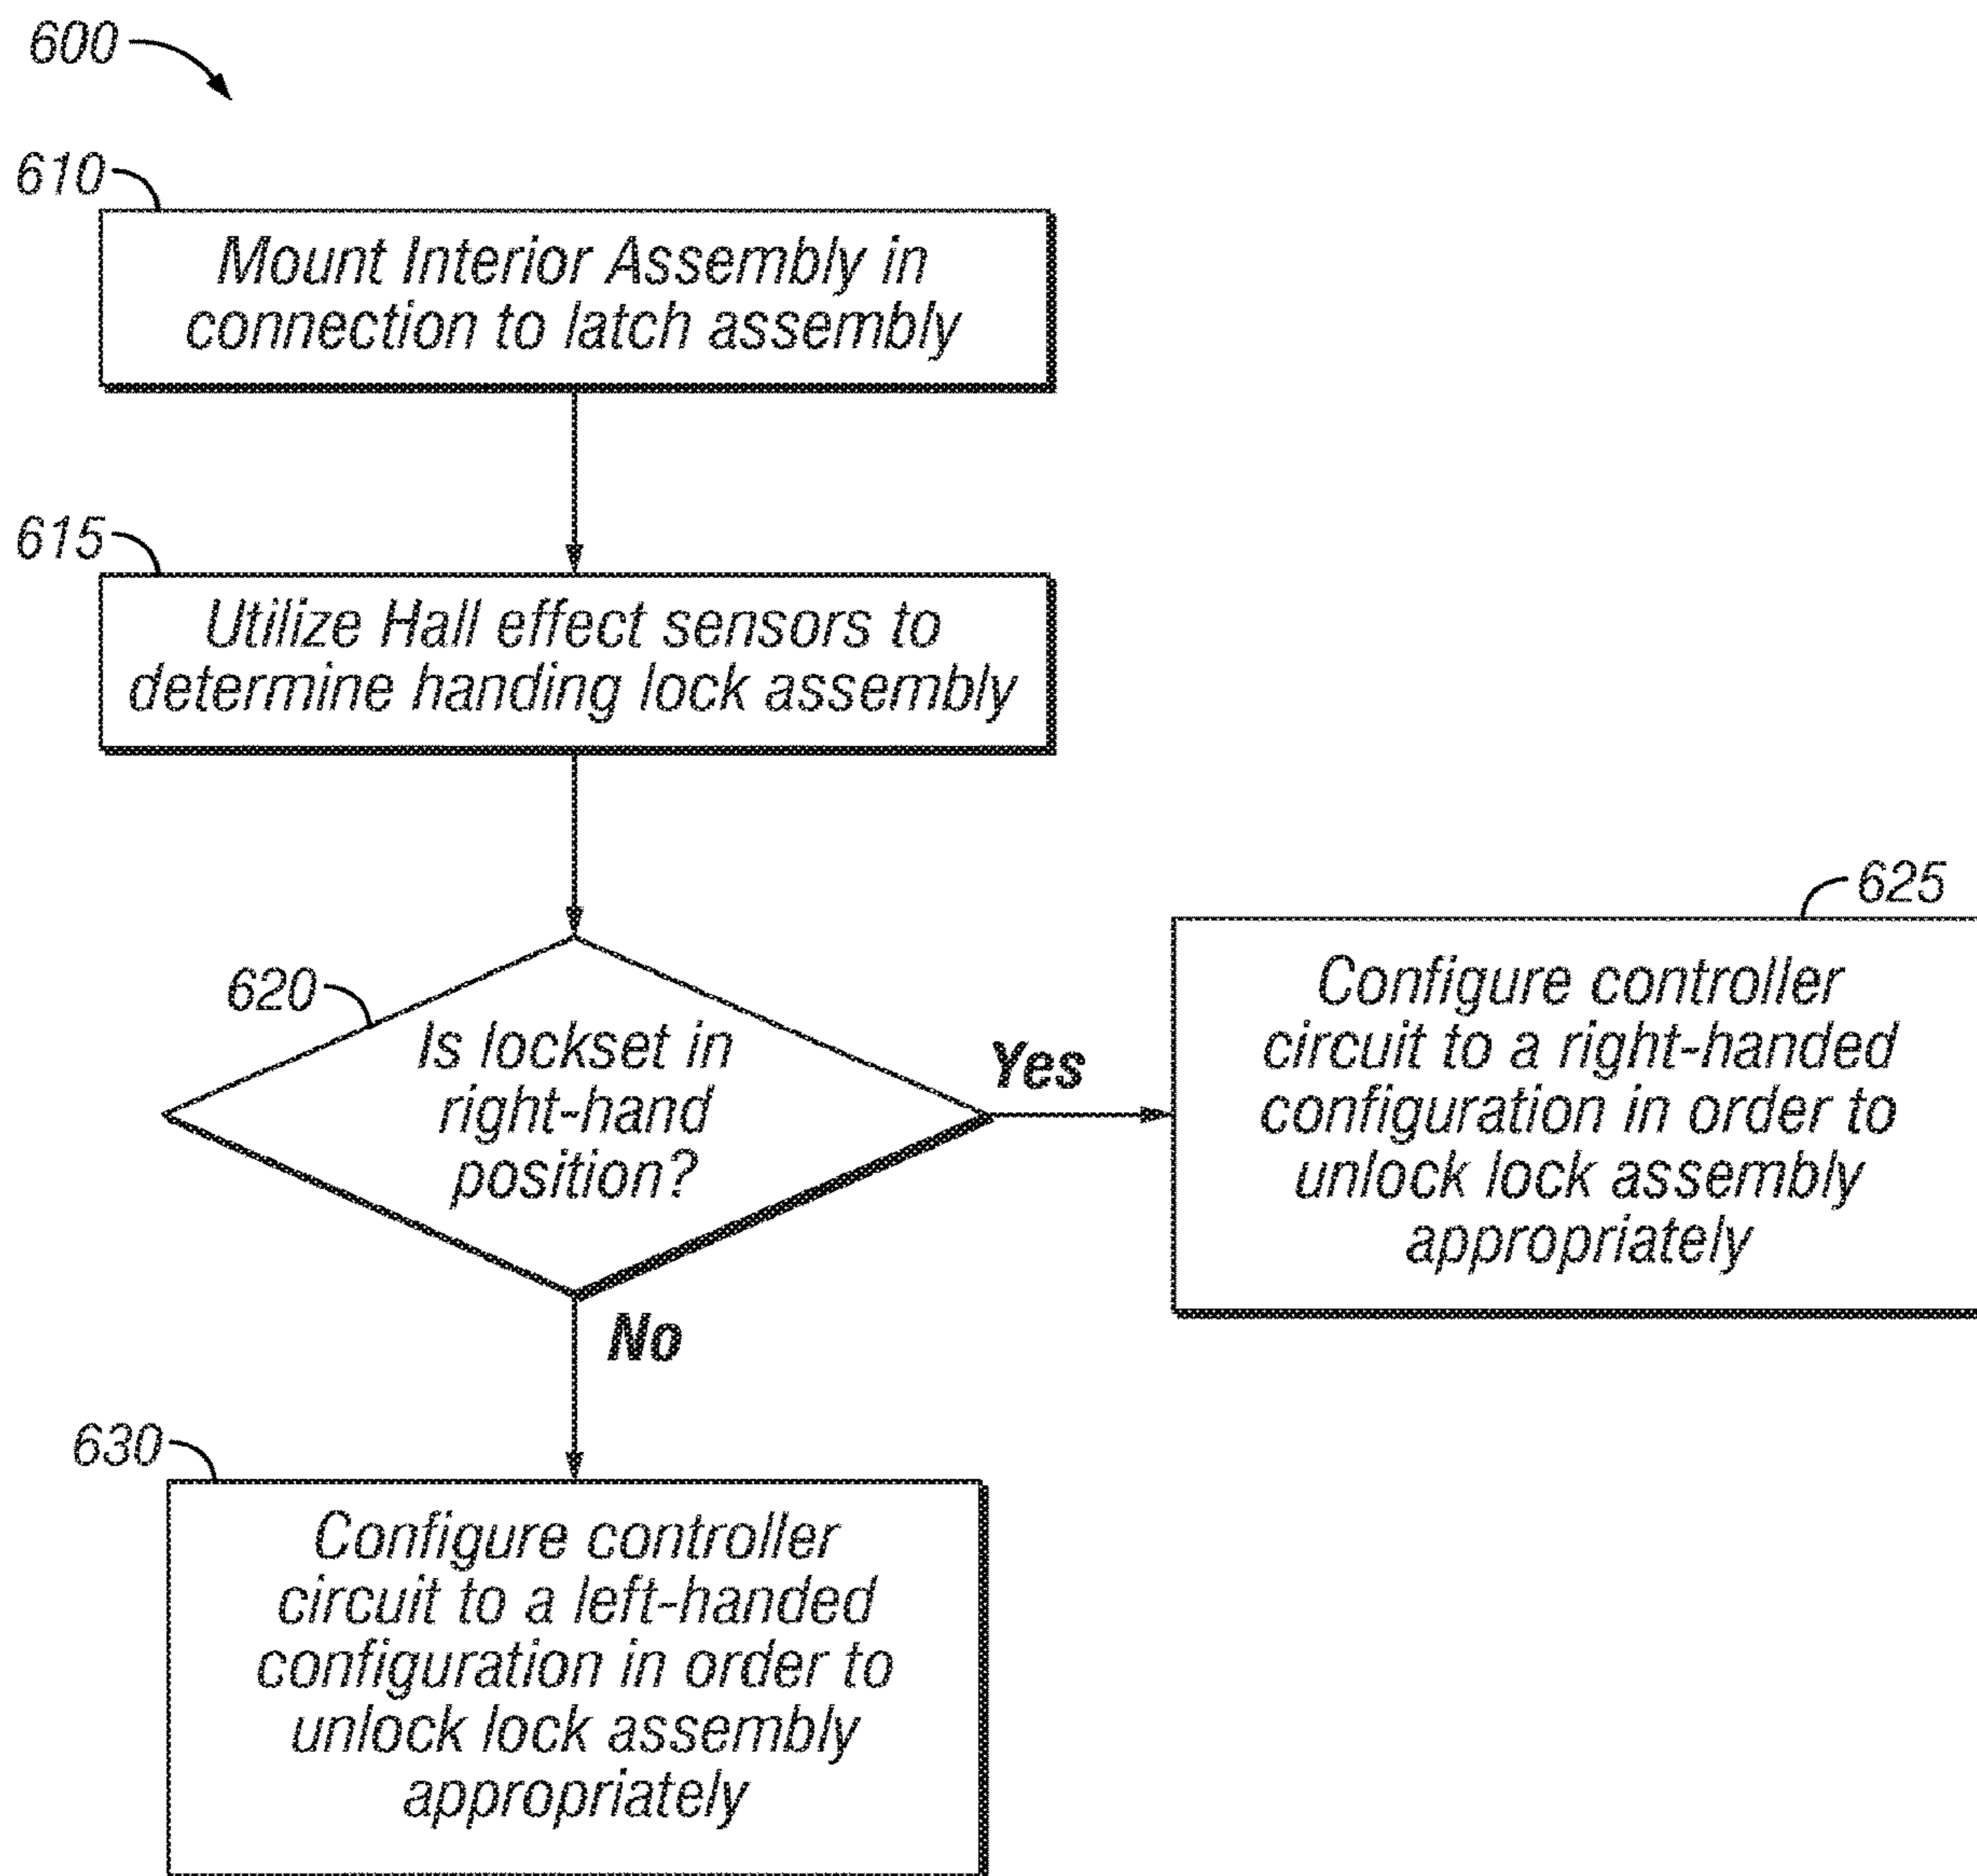 600
610
Mount Interior Assembly in
connection to latch assembly
615
Utilize Hall effect sensors to
determine handing lock assembly
620
Is lockset in
right-hand
position?
Yes
625
Configure controller
circuit to a right-handed
configuration in order to
unlock lock assembly
appropriately
No
630
Configure controller
circuit to a left-handed
configuration in order to
unlock lock assembly
appropriately